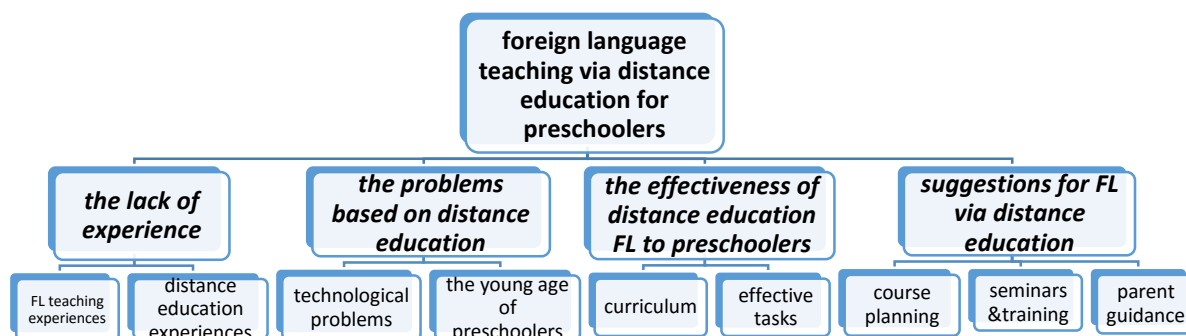 foreign language
teaching via distance
education for
preschoolers
the lack of
experience
the problems
based on distance
education
the effectiveness of
distance education
FL to preschoolers
suggestions for FL
via distance
education
FL teaching
experiences
distance
education
experiences
technological
problems
the young age
of
preschoolers
curriculum
effective
tasks
course
planning
seminars
&training
parent
guidance